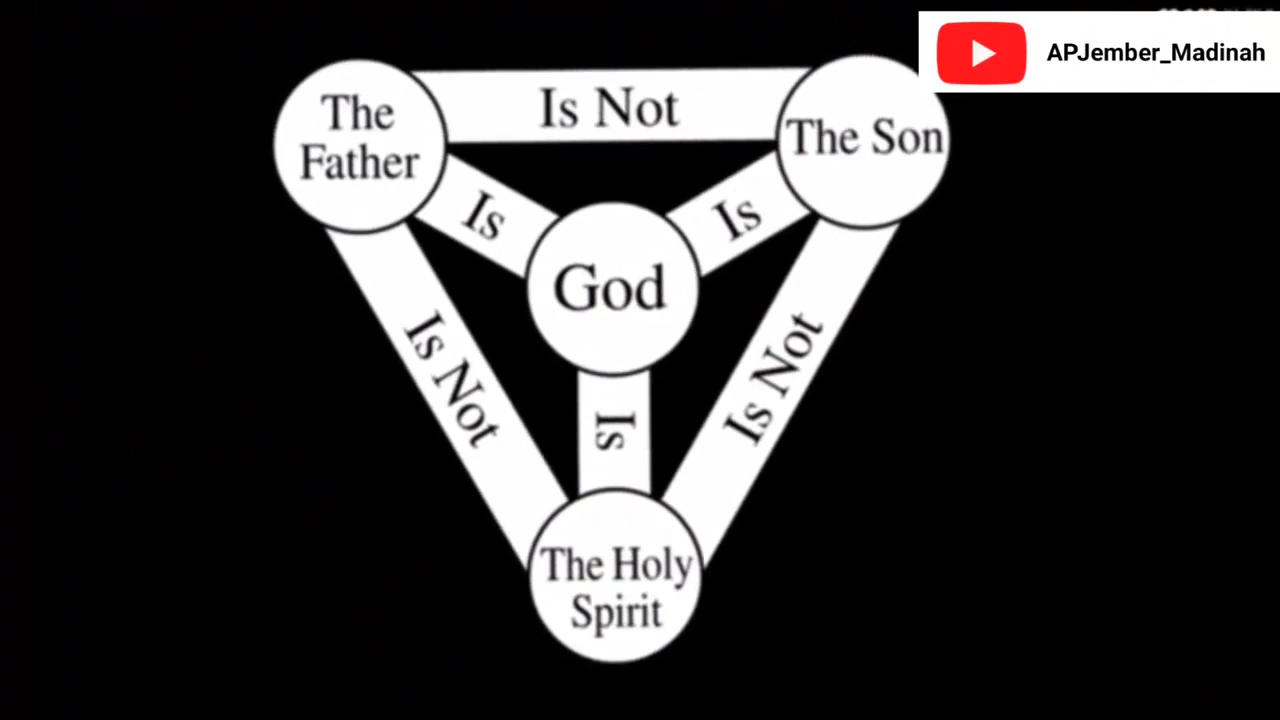 APJember_Madinah
The
Father
Is Not
The Son
Is
Is
God
Is Not
Is
Is Not
The Holy
Spirit